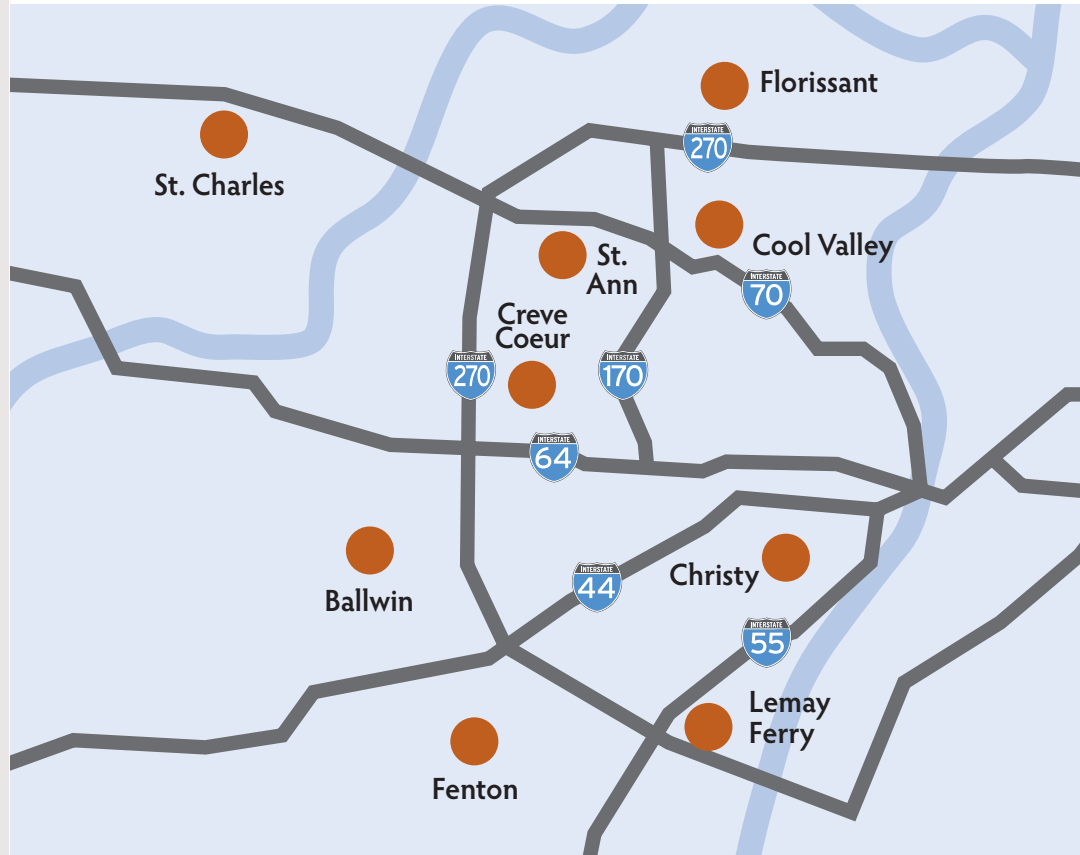 Florissant
INTERSTATE
270
St. Charles
Cool Valley
St.
Ann
INTERSTATE
70
Creve
Coeur
INTERSTATE
270
INTERSTATE
170
INTERSTATE
64
INTERSTATE
44
Christy
Ballwin
INTERSTATE
55
Lemay
Ferry
Fenton